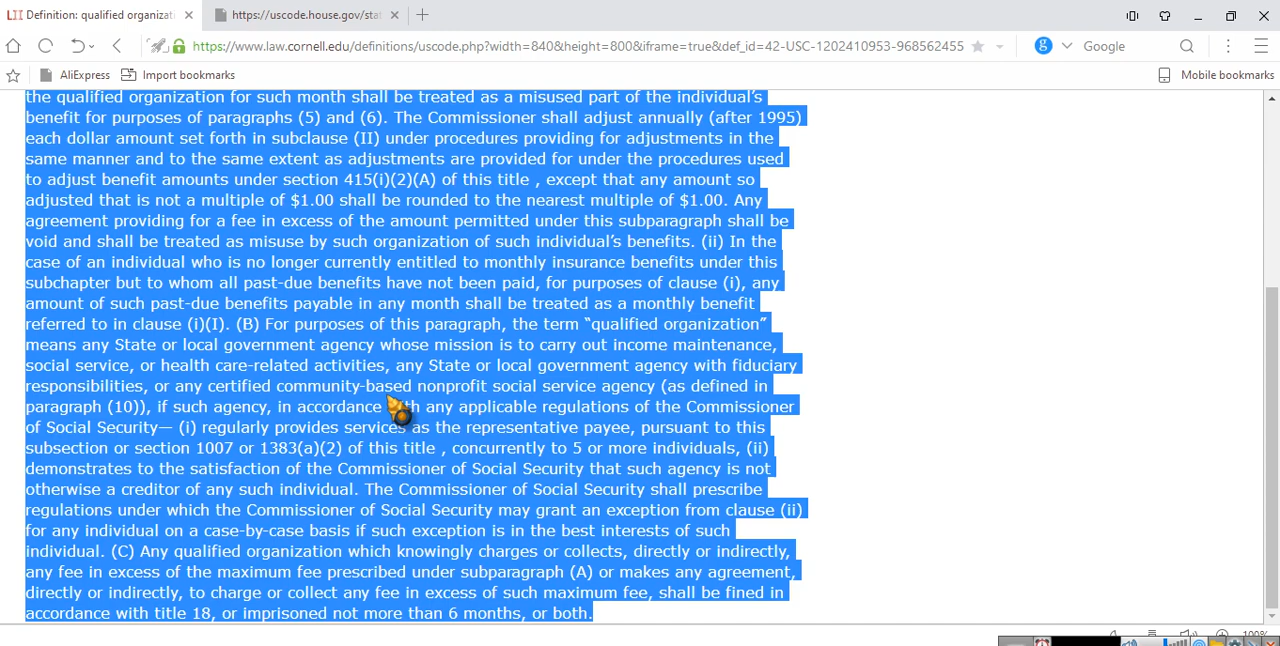 LII Definition: qualified organizati
https://uscode.house.gov/stat
https://www.law.cornell.edu/definitions/uscode.php?width=840&height=800&iframe=true&def_id=42-USC-1202410953-968562455
g Google
AliExpress Import bookmarks Mobile bookmarks
the qualified organization for such month shall be treated as a misused part of the individual's
benefit for purposes of paragraphs (5) and (6). The Commissioner shall adjust annually (after 1995)
each dollar amount set forth in subclause (II) under procedures providing for adjustments in the
same manner and to the same extent as adjustments are provided for under the procedures used
to adjust benefit amounts under section 415(i)(2)(A) of this title , except that any amount so
adjusted that is not a multiple of $1.00 shall be rounded to the nearest multiple of $1.00. Any
agreement providing for a fee in excess of the amount permitted under this subparagraph shall be
void and shall be treated as misuse by such organization of such individual's benefits. (ii) In the
case of an individual who is no longer currently entitled to monthly insurance benefits under this
subchapter but to whom all past-due benefits have not been paid, for purposes of clause (i), any
amount of such past-due benefits payable in any month shall be treated as a monthly benefit
referred to in clause (i)(I). (B) For purposes of this paragraph, the term “qualified organization”
means any State or local government agency whose mission is to carry out income maintenance,
social service, or health care-related activities, any State or local government agency with fiduciary
responsibilities, or any certified community-based nonprofit social service agency (as defined in
paragraph (10)), if such agency, in accordance with any applicable regulations of the Commissioner
of Social Security— (i) regularly provides services as the representative payee, pursuant to this
subsection or section 1007 or 1383(a)(2) of this title , concurrently to 5 or more individuals, (ii)
demonstrates to the satisfaction of the Commissioner of Social Security that such agency is not
otherwise a creditor of any such individual. The Commissioner of Social Security shall prescribe
regulations under which the Commissioner of Social Security may grant an exception from clause (ii)
for any individual on a case-by-case basis if such exception is in the best interests of such
individual. (C) Any qualified organization which knowingly charges or collects, directly or indirectly,
any fee in excess of the maximum fee prescribed under subparagraph (A) or makes any agreement,
directly or indirectly, to charge or collect any fee in excess of such maximum fee, shall be fined in
accordance with title 18, or imprisoned not more than 6 months, or both.
100%